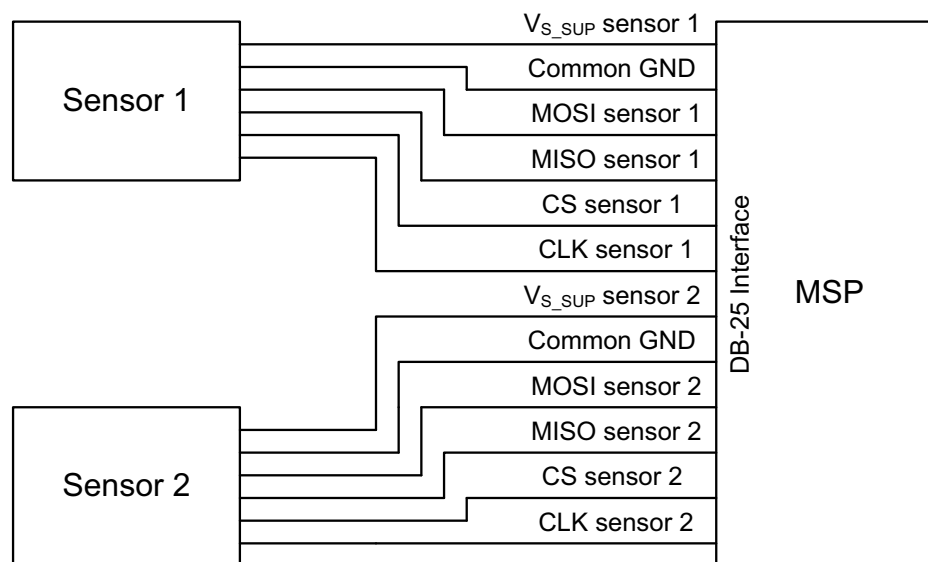 Sensor 1
V_S_SUP sensor 1
Common GND
MOSI sensor 1
MISO sensor 1
CS sensor 1
CLK sensor 1
V_S_SUP sensor 2
Common GND
MOSI sensor 2
MISO sensor 2
CS sensor 2
CLK sensor 2
Sensor 2
DB-25 Interface
MSP